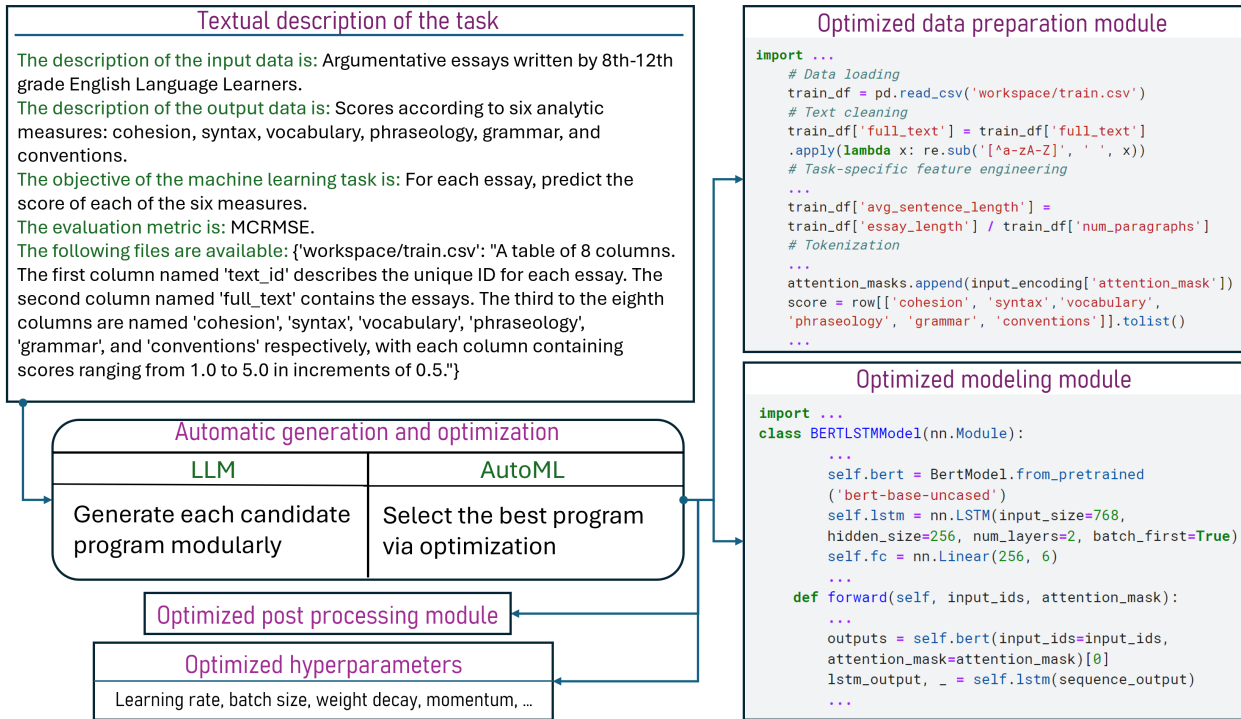 Textual description of the task
The description of the input data is: Argumentative essays written by 8th-12th
grade English Language Learners.
The description of the output data is: Scores according to six analytic
measures: cohesion, syntax, vocabulary, phraseology, grammar, and
conventions.
The objective of the machine learning task is: For each essay, predict the
score of each of the six measures.
The evaluation metric is: MCRMSE.
The following files are available: {'workspace/train.csv': "A table of 8 columns.
The first column named 'text_id' describes the unique ID for each essay. The
second column named 'full_text' contains the essays. The third to the eighth
columns are named 'cohesion', 'syntax', 'vocabulary', 'phraseology',
'grammar', and 'conventions' respectively, with each column containing
scores ranging from 1.0 to 5.0 in increments of 0.5."}
Automatic generation and optimization
LLM
AutoML
Generate each candidate
program modularly
Select the best program
via optimization
Optimized post processing module
Optimized hyperparameters
Learning rate, batch size, weight decay, momentum, ...
Optimized data preparation module
import ...
# Data loading
train_df = pd.read_csv('workspace/train.csv')
# Text cleaning
train_df['full_text'] = train_df['full_text']
.apply(lambda x: re.sub('[^a-zA-Z]', ' ', x))
# Task-specific feature engineering
...
train_df['avg_sentence_length'] =
train_df['essay_length'] / train_df['num_paragraphs']
# Tokenization
...
attention_masks.append(input_encoding['attention_mask'])
score = row[['cohesion', 'syntax','vocabulary',
'phraseology', 'grammar', 'conventions']].tolist()
...
Optimized modeling module
import ...
class BERTLSTMModel(nn.Module):
...
self.bert = BertModel.from_pretrained
('bert-base-uncased')
self.lstm = nn.LSTM(input_size=768,
hidden_size=256, num_layers=2, batch_first=True)
self.fc = nn.Linear(256, 6)
...
def forward(self, input_ids, attention_mask):
...
outputs = self.bert(input_ids=input_ids,
attention_mask=attention_mask)[0]
lstm_output, _ = self.lstm(sequence_output)
...